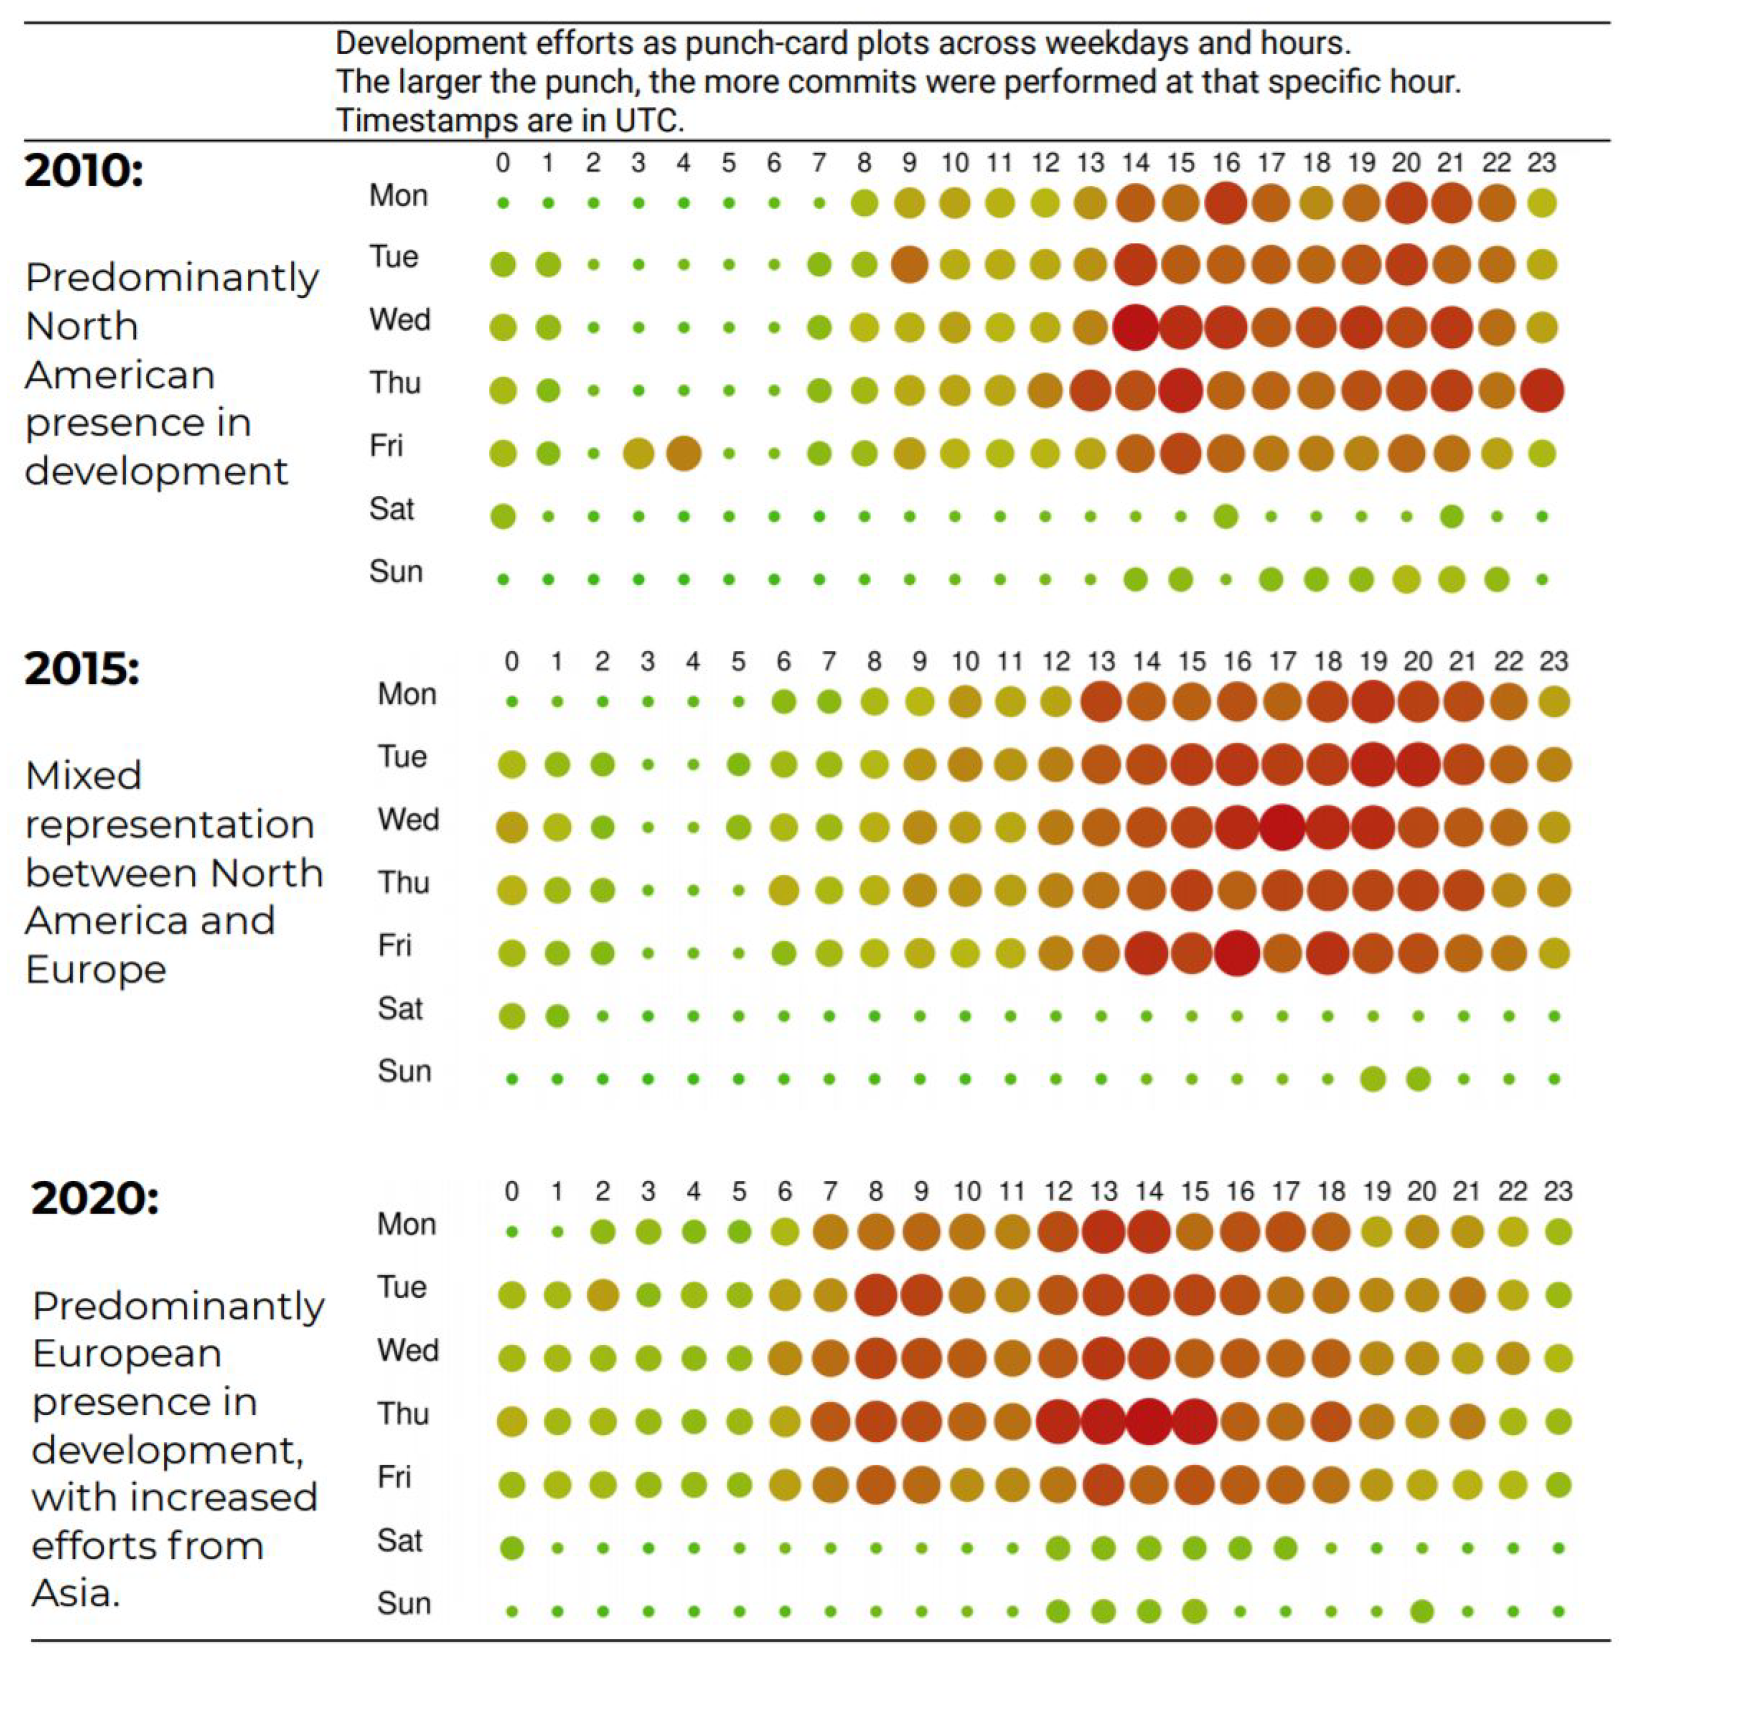 Development efforts as punch-card plots across weekdays and hours.
The larger the punch, the more commits were performed at that specific hour.
Timestamps are in UTC.
2010:
Predominantly
North
American
presence in
development
0 1 2 3 4 5 6 7 8 9 10 11 12 13 14 15 16 17 18 19 20 21 22 23
Mon
Tue
Wed
Thu
Fri
Sat
Sun
2015:
Mixed
representation
between North
America and
Europe
0 1 2 3 4 5 6 7 8 9 10 11 12 13 14 15 16 17 18 19 20 21 22 23
Mon
Tue
Wed
Thu
Fri
Sat
Sun
2020:
Predominantly
European
presence in
development,
with increased
efforts from
Asia.
0 1 2 3 4 5 6 7 8 9 10 11 12 13 14 15 16 17 18 19 20 21 22 23
Mon
Tue
Wed
Thu
Fri
Sat
Sun